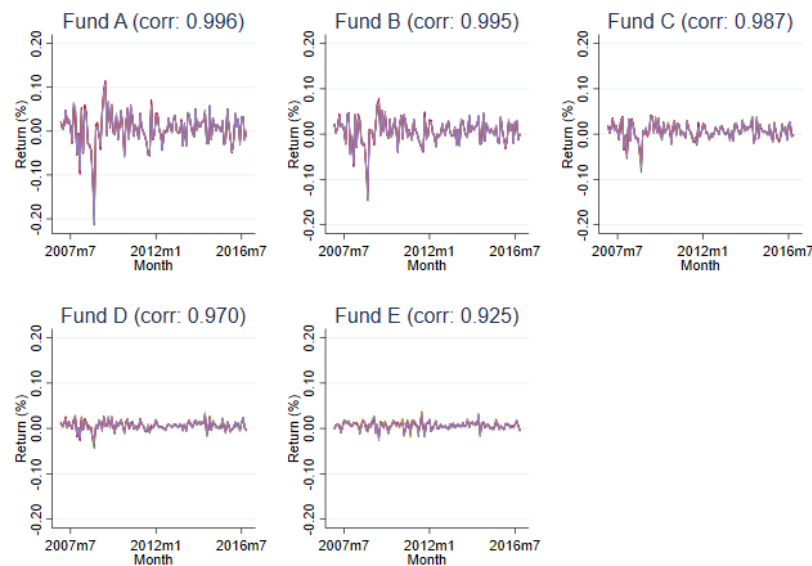 Fund A (corr: 0.996)
Fund B (corr: 0.995)
Fund C (corr: 0.987)
Return (%)
0.20
0.10
0.00
-0.10
-0.20
2007m7 2012m1 2016m7
Month
Return (%)
0.20
0.10
0.00
-0.10
-0.20
2007m7 2012m1 2016m7
Month
Return (%)
0.20
0.10
0.00
-0.10
-0.20
2007m7 2012m1 2016m7
Month
Fund D (corr: 0.970)
Fund E (corr: 0.925)
Return (%)
0.20
0.10
0.00
-0.10
-0.20
2007m7 2012m1 2016m7
Month
Return (%)
0.20
0.10
0.00
-0.10
-0.20
2007m7 2012m1 2016m7
Month